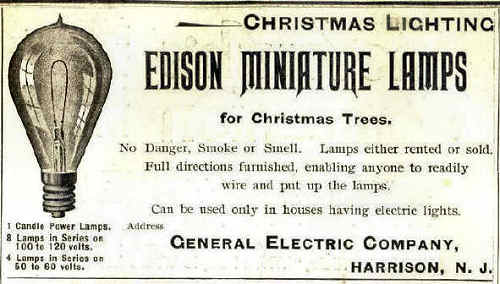 CHRISTMAS LIGHTING
EDISON MINIATURE LAMPS
for Christmas Trees.
No Danger, Smoke or Smell. Lamps either rented or sold.
Full directions furnished, enabling anyone to readily
wire and put up the lamps.
Can be used only in houses having electric lights.
1 Candle Power Lamps.
8 Lamps in Series on
100 to 120 volts.
4 Lamps in Series on
50 to 60 volts.
Address
GENERAL ELECTRIC COMPANY,
HARRISON, N. J.